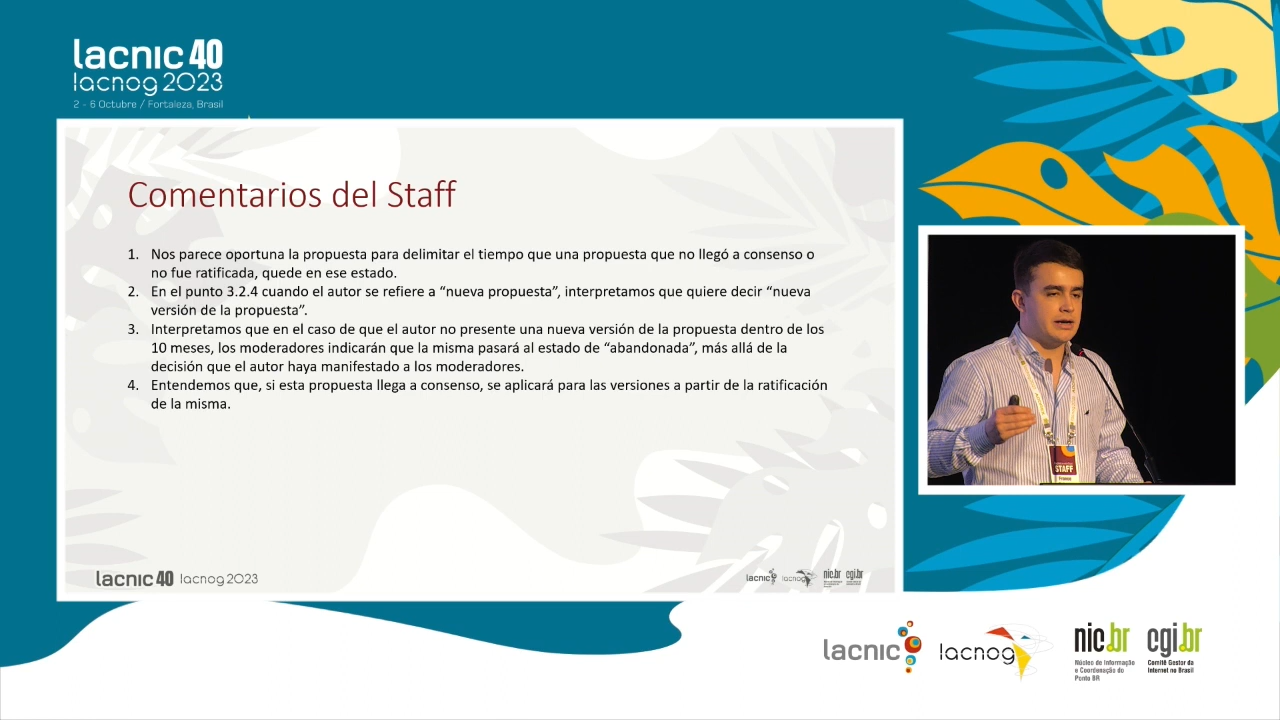 lacnic 40
lacnog 2023
2 - 6 Octubre / Fortaleza, Brasil
Comentarios del Staff
1. Nos parece oportuna la propuesta para delimitar el tiempo que una propuesta que no llegó a consenso o
no fue ratificada, quede en ese estado.
2. En el punto 3.2.4 cuando el autor se refiere a “nueva propuesta”, interpretamos que quiere decir “nueva
versión de la propuesta”.
3. Interpretamos que en el caso de que el autor no presente una nueva versión de la propuesta dentro de los
10 meses, los moderadores indicarán que la misma pasará al estado de “abandonada”, más allá de la
decisión que el autor haya manifestado a los moderadores.
4. Entendemos que, si esta propuesta llega a consenso, se aplicará para las versiones a partir de la ratificación
de la misma.
STAFF
lacnic 40 lacnog 2023
lacnic lacnog nic.br cgi.br
lacnic lacnog nic.br cgi.br
Núcleo de Informação
e Coordenação do
Ponto BR
Comitê Gestor da
Internet no Brasil